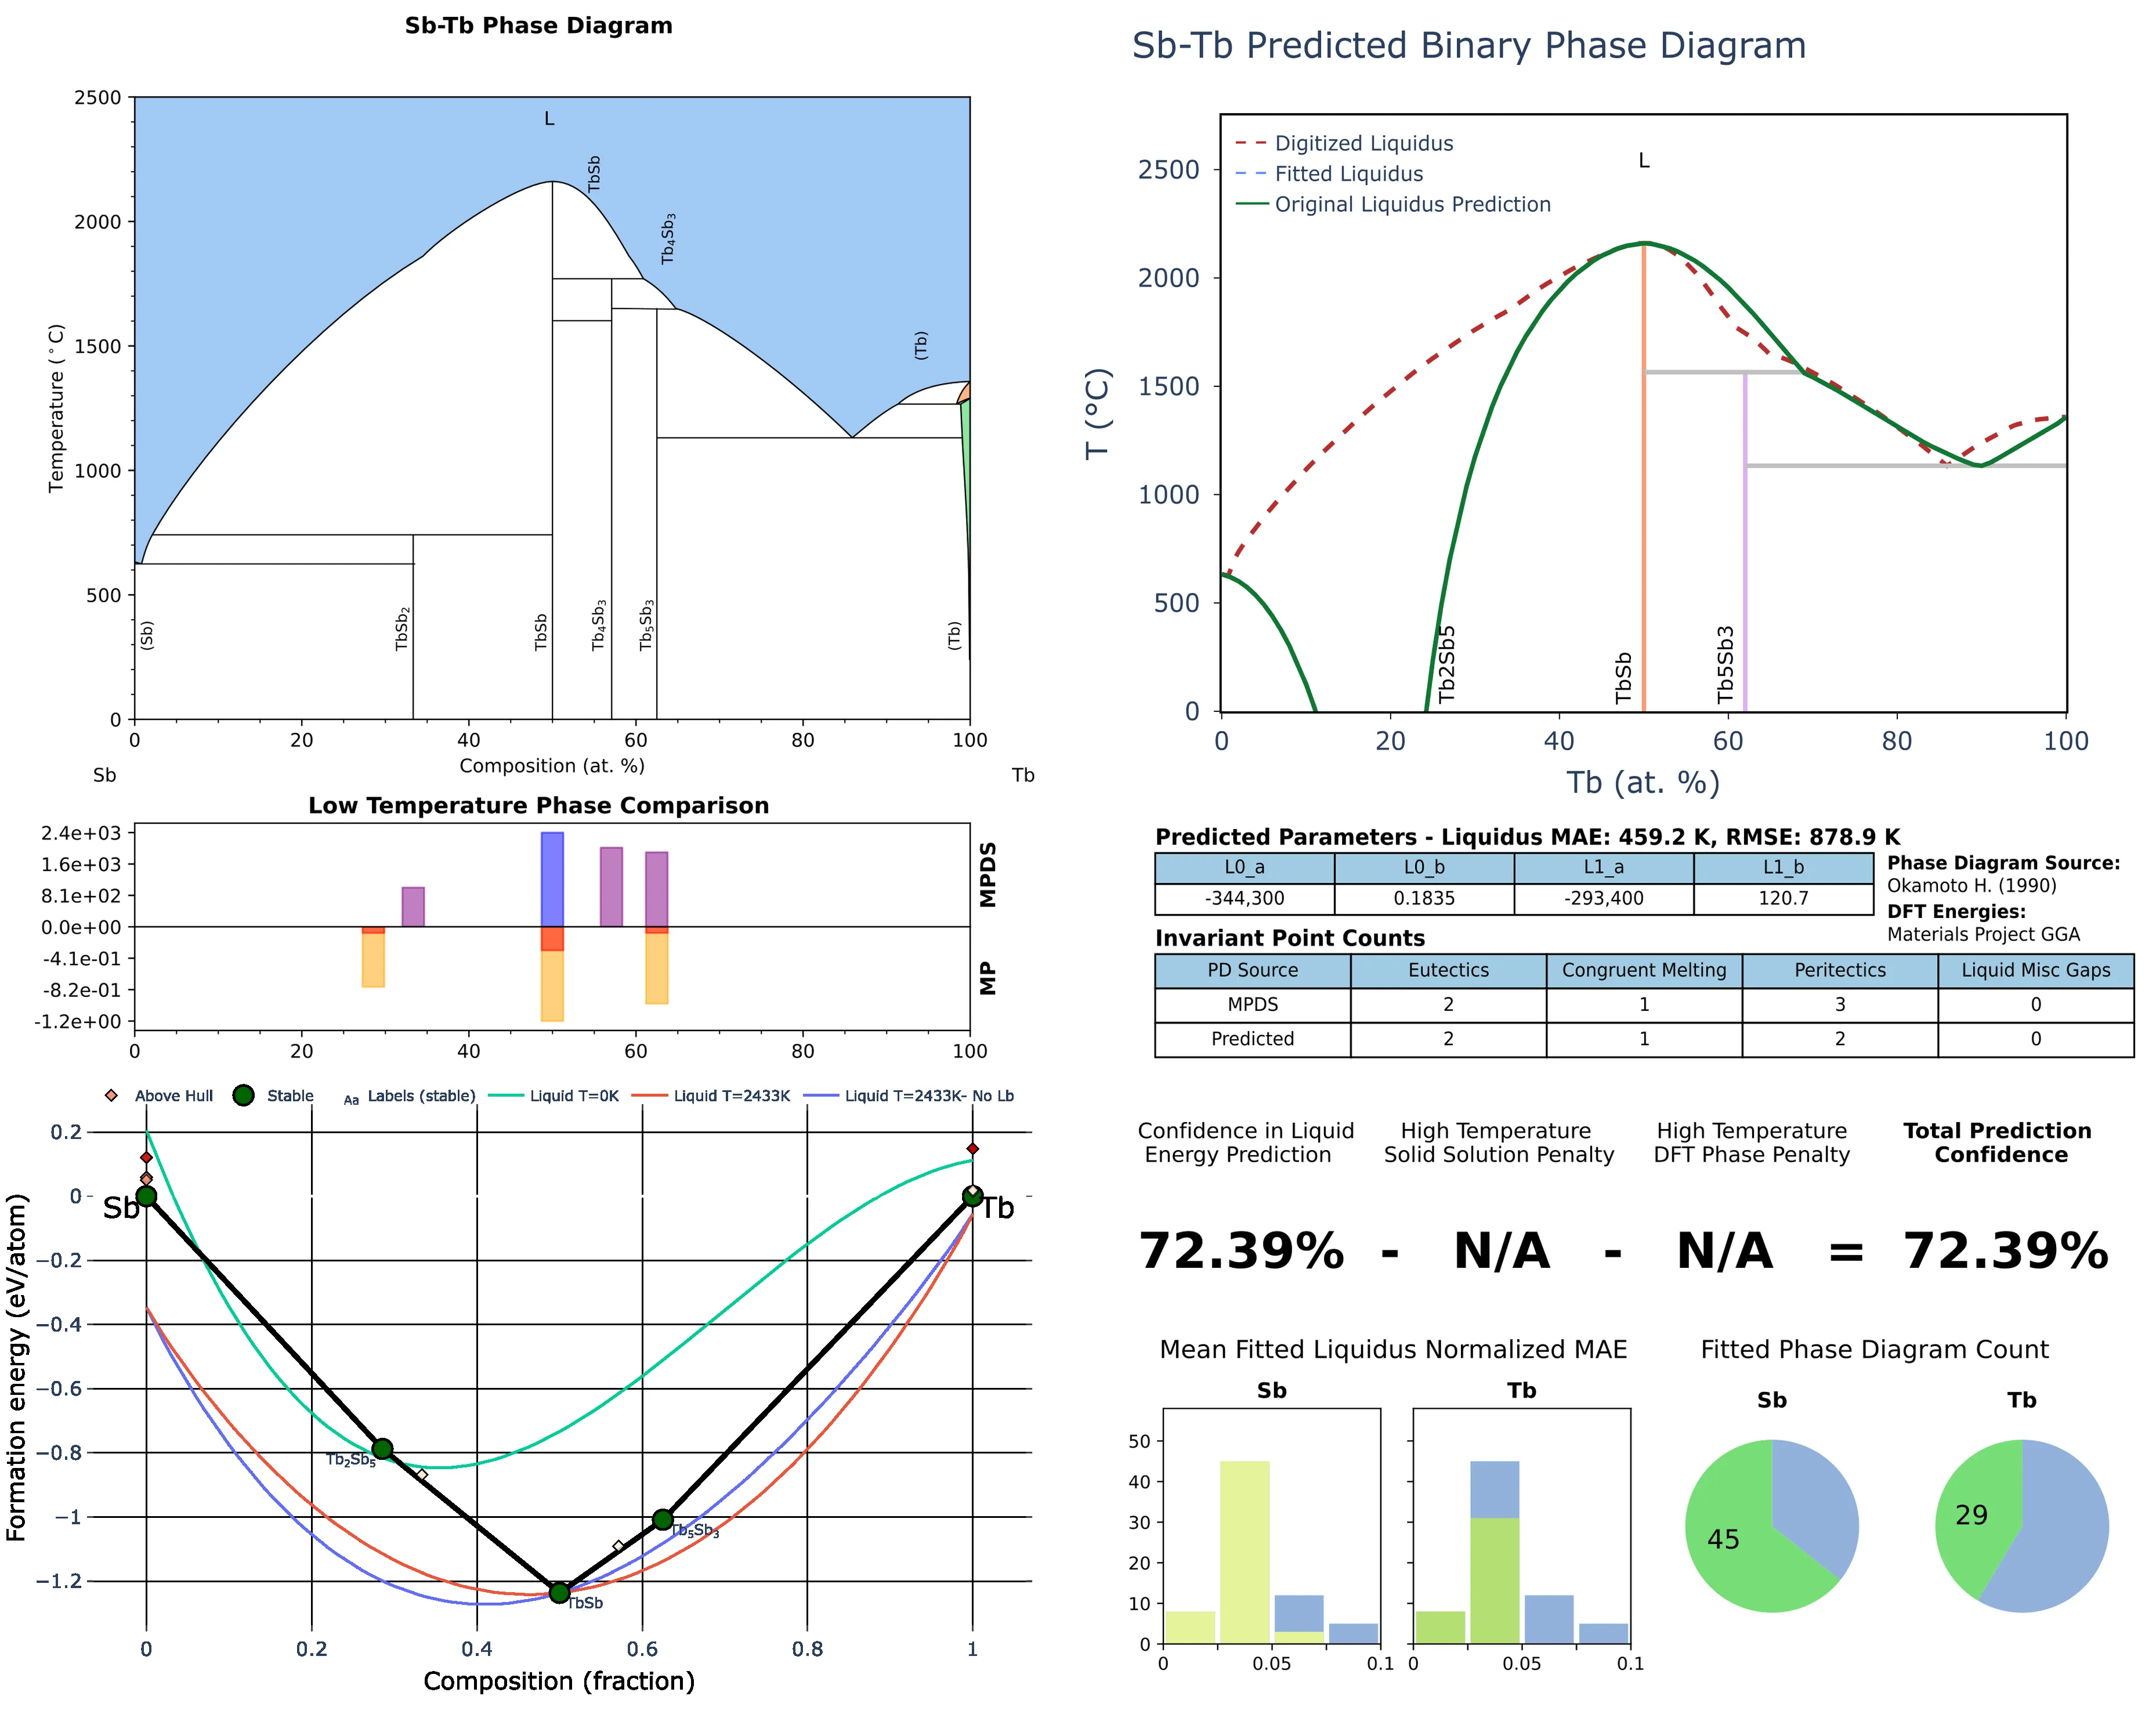 Sb-Tb Phase Diagram
2500
2000
1500
1000
500
0
Temperature (°C)
L
TbSb
Tb₄Sb₃
(Tb)
(Sb)
TbSb₂
TbSb
Tb₄Sb₃
Tb₅Sb₃
(Tb)
0 20 40 60 80 100
Composition (at. %)
Sb Tb
Low Temperature Phase Comparison
2.4e+03
1.6e+03
8.1e+02
0.0e+00
-4.1e-01
-8.2e-01
-1.2e+00
MPDS
MP
0 20 40 60 80 100
Above Hull Stable Aa Labels (stable) Liquid T=0K Liquid T=2433K Liquid T=2433K- No Lb
0.2
0
−0.2
−0.4
−0.6
−0.8
−1
−1.2
Formation energy (eV/atom)
Sb
Tb
Tb₂Sb₅
Tb₅Sb₃
TbSb
0 0.2 0.4 0.6 0.8 1
Composition (fraction)
Sb-Tb Predicted Binary Phase Diagram
Digitized Liquidus
Fitted Liquidus
Original Liquidus Prediction
L
2500
2000
1500
1000
500
0
T (°C)
Tb2Sb5
TbSb
Tb5Sb3
0 20 40 60 80 100
Tb (at. %)
Predicted Parameters - Liquidus MAE: 459.2 K, RMSE: 878.9 K
L0_a L0_b L1_a L1_b
-344,300 0.1835 -293,400 120.7
Phase Diagram Source:
Okamoto H. (1990)
DFT Energies:
Materials Project GGA
Invariant Point Counts
PD Source Eutectics Congruent Melting Peritectics Liquid Misc Gaps
MPDS 2 1 3 0
Predicted 2 1 2 0
Confidence in Liquid
Energy Prediction
High Temperature
Solid Solution Penalty
High Temperature
DFT Phase Penalty
Total Prediction
Confidence
72.39% - N/A - N/A = 72.39%
Mean Fitted Liquidus Normalized MAE
Sb
Tb
50
40
30
20
10
0
0 0.05 0.1
0 0.05 0.1
Fitted Phase Diagram Count
Sb
Tb
45
29